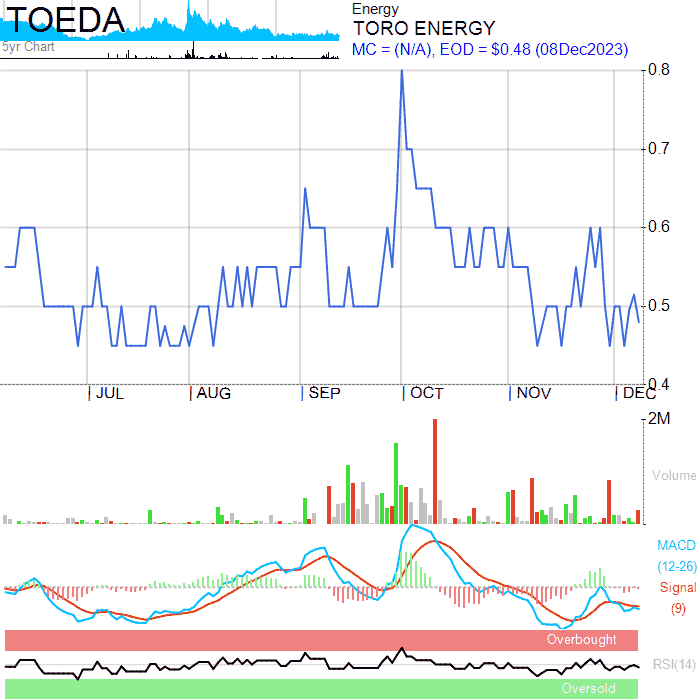 TOEDA
5yr Chart
Energy
TORO ENERGY
MC = (N/A), EOD = $0.48 (08Dec2023)
0.8
0.7
0.6
0.5
0.4
JUL
AUG
SEP
OCT
NOV
DEC
2M
Volume
MACD
(12-26)
Signal
(9)
Overbought
RSI(14)
Oversold